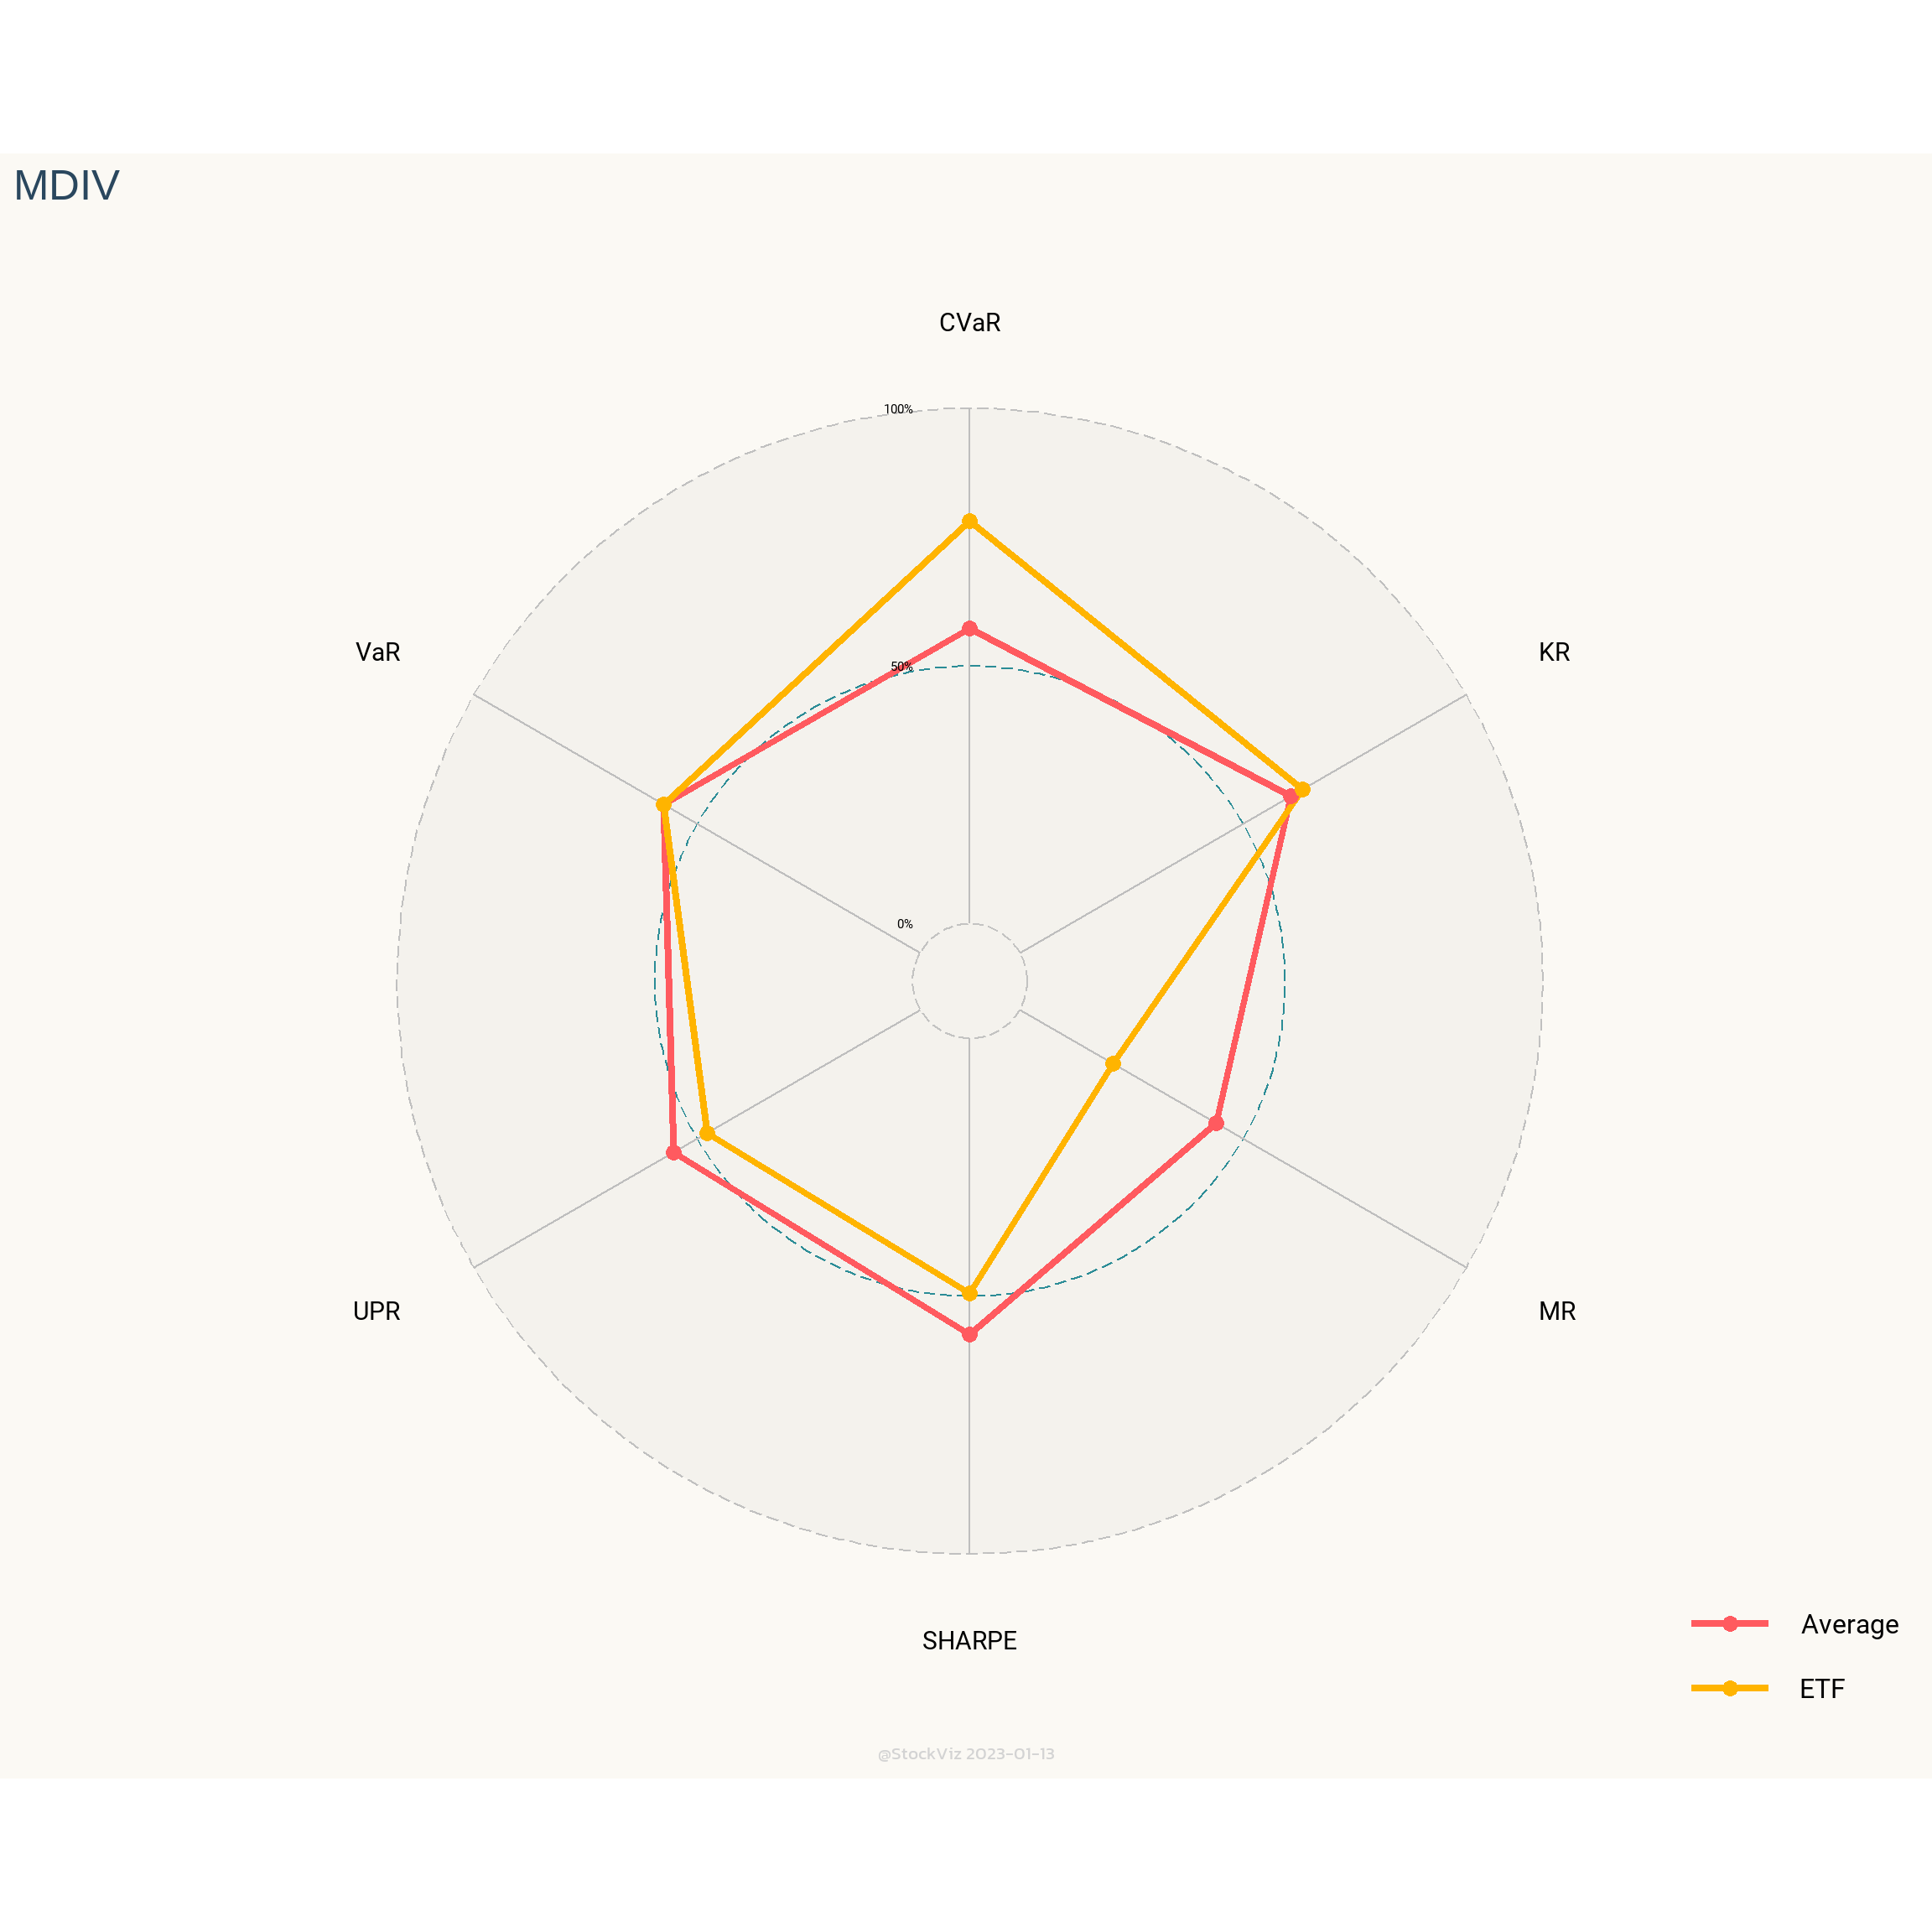 MDIV
CVaR
100%
VaR
KR
50%
0%
UPR
MR
SHARPE
Average
ETF
@StockViz 2023-01-13